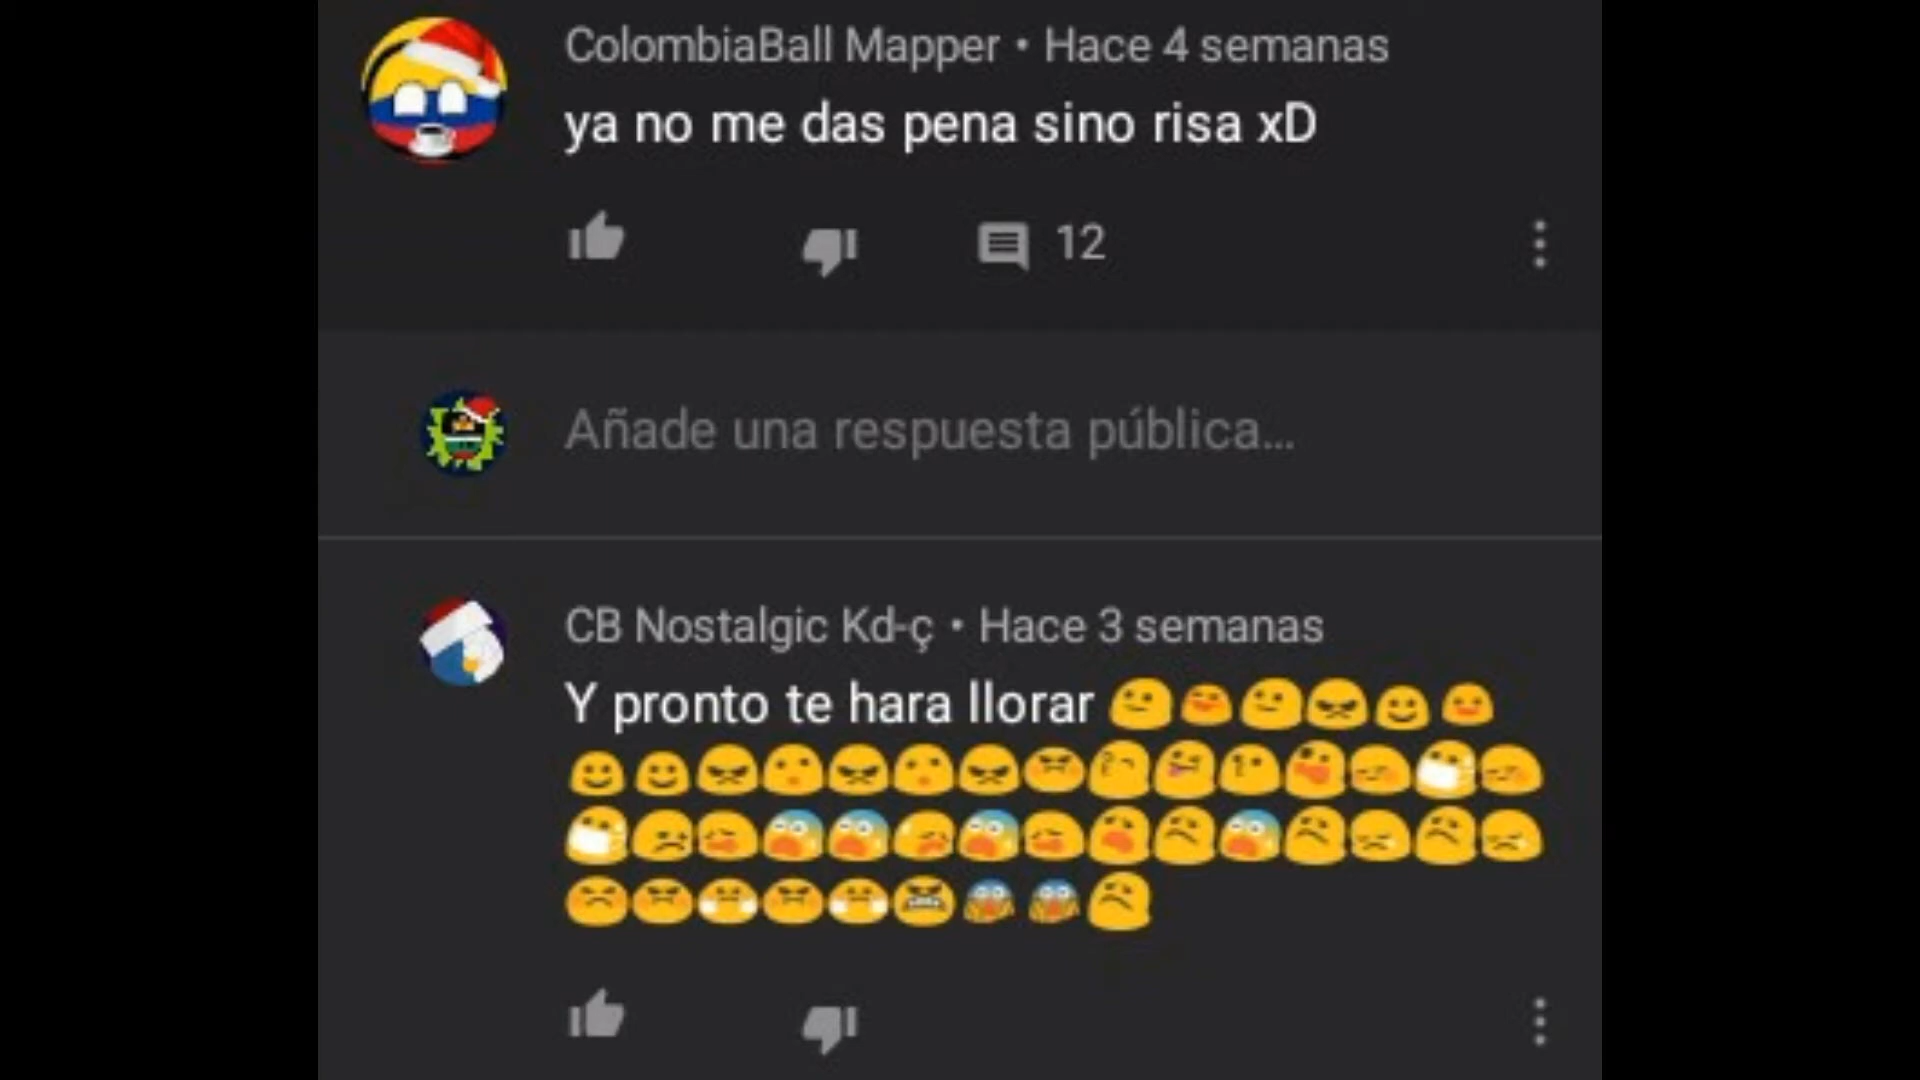 ColombiaBall Mapper • Hace 4 semanas
ya no me das pena sino risa xD
12
Añade una respuesta pública...
CB Nostalgic Kd-ç • Hace 3 semanas
Y pronto te hara llorar